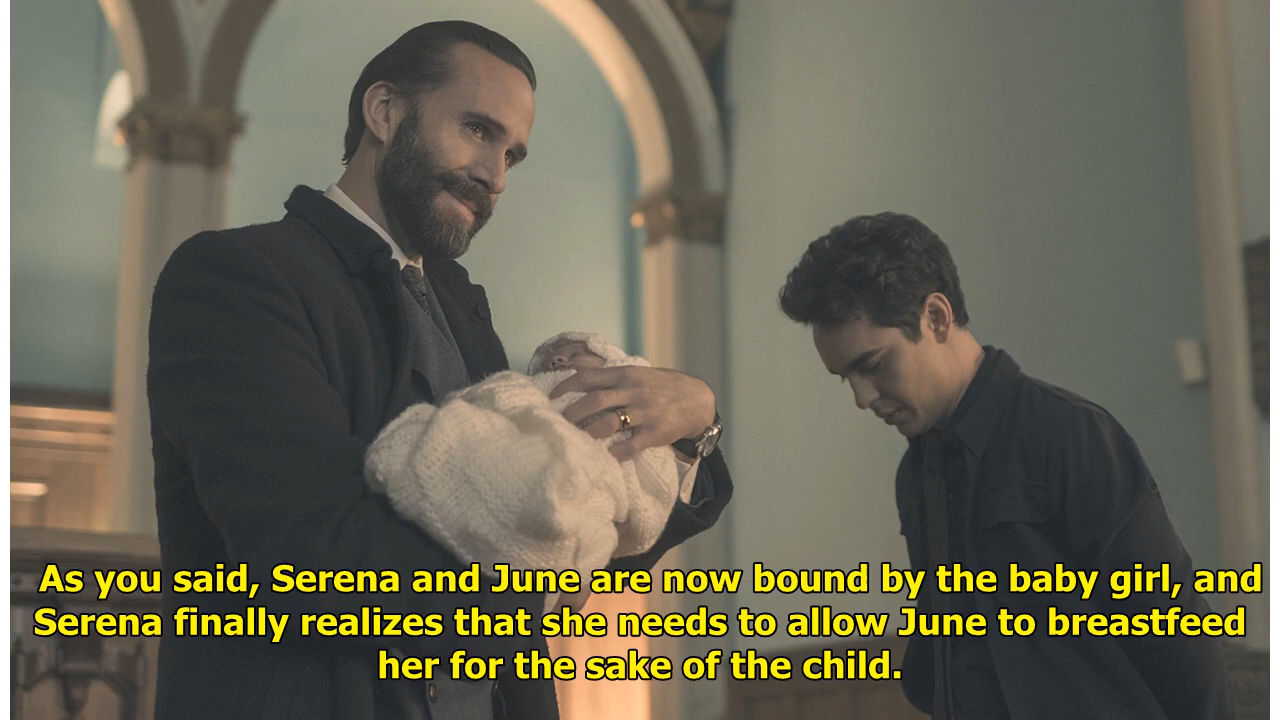 As you said, Serena and June are now bound by the baby girl, and
Serena finally realizes that she needs to allow June to breastfeed
her for the sake of the child.